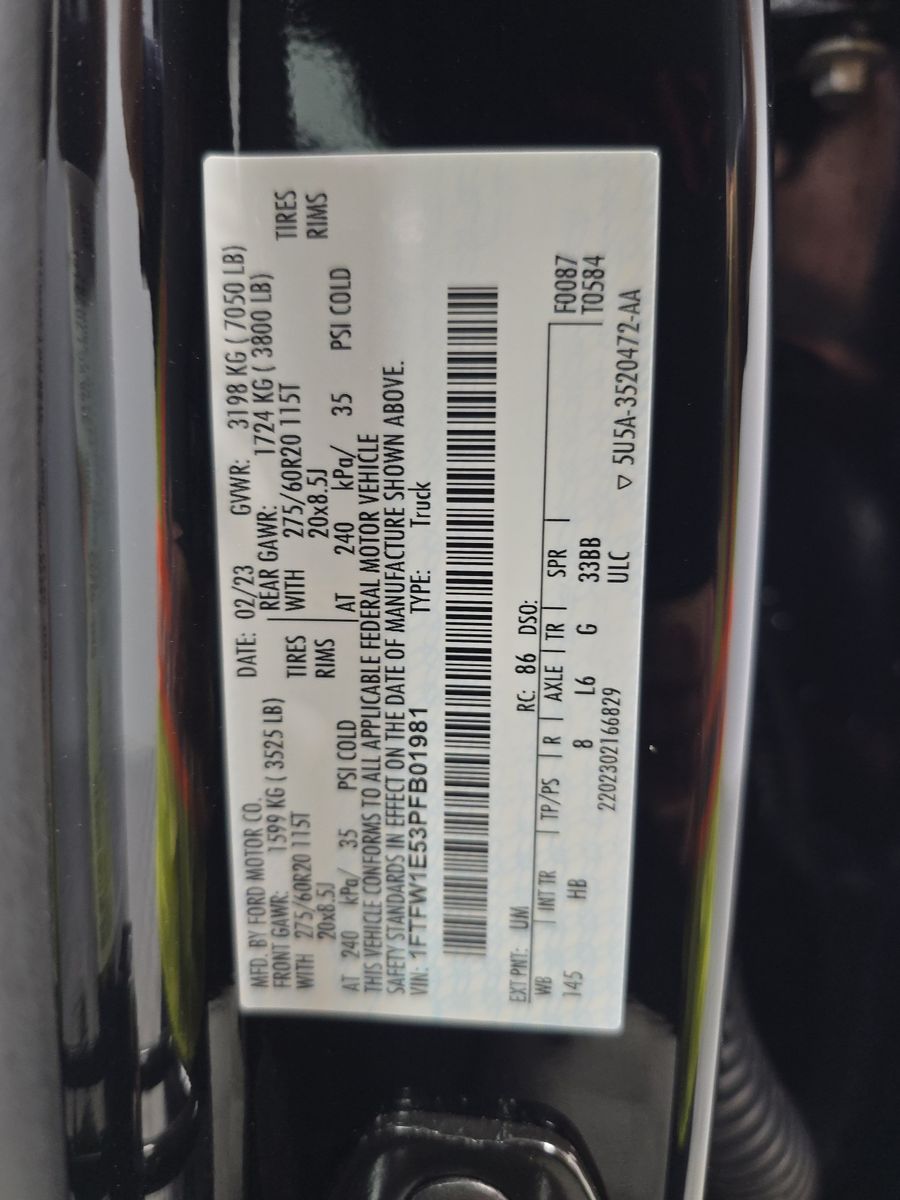 MFD. BY FORD MOTOR CO. DATE: 02/23 GVWR: 3198 KG ( 7050 LB)
FRONT GAWR: 1599 KG ( 3525 LB) REAR GAWR: 1724 KG ( 3800 LB)
WITH 275/60R20 115T TIRES WITH 275/60R20 115T TIRES
20x8.5J RIMS 20x8.5J RIMS
AT 240 kPa/ 35 PSI COLD AT 240 kPa/ 35 PSI COLD
THIS VEHICLE CONFORMS TO ALL APPLICABLE FEDERAL MOTOR VEHICLE
SAFETY STANDARDS IN EFFECT ON THE DATE OF MANUFACTURE SHOWN ABOVE.
VIN: 1FTFW1E53PFB01981 TYPE: Truck
EXT PNT: UM RC: 86 DSO: F0087
WB INT TR TP/PS R AXLE TR SPR T0584
145 HB 8 L6 G 33BB
2202302166829 ULC ▽ 5U5A-3520472-AA